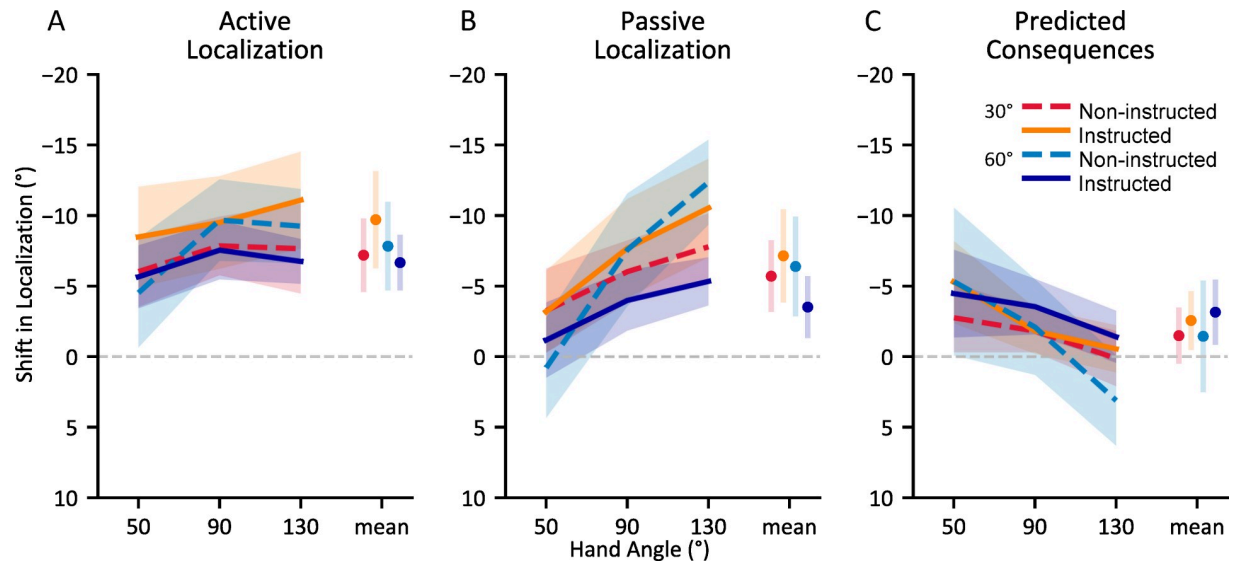 A
Active
Localization
B
Passive
Localization
C
Predicted
Consequences
Shift in Localization (°)
−20
−15
−10
−5
0
5
10
50
90
130
mean
−20
−15
−10
−5
0
5
10
50
90
130
mean
Hand Angle (°)
−20
−15
−10
−5
0
5
10
50
90
130
mean
30° Non-instructed
Instructed
60° Non-instructed
Instructed